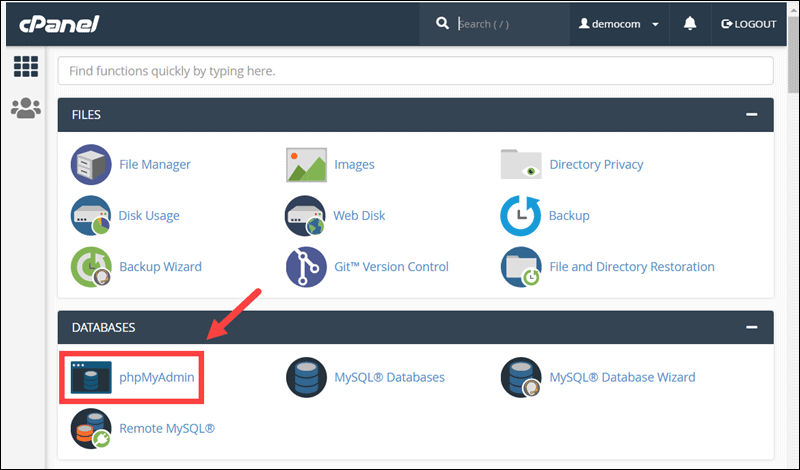 cPanel
Search ( / )
democom
LOGOUT
Find functions quickly by typing here.
FILES
File Manager
Images
Directory Privacy
Disk Usage
Web Disk
Backup
Backup Wizard
Git™ Version Control
File and Directory Restoration
DATABASES
phpMyAdmin
MySQL® Databases
MySQL® Database Wizard
Remote MySQL®